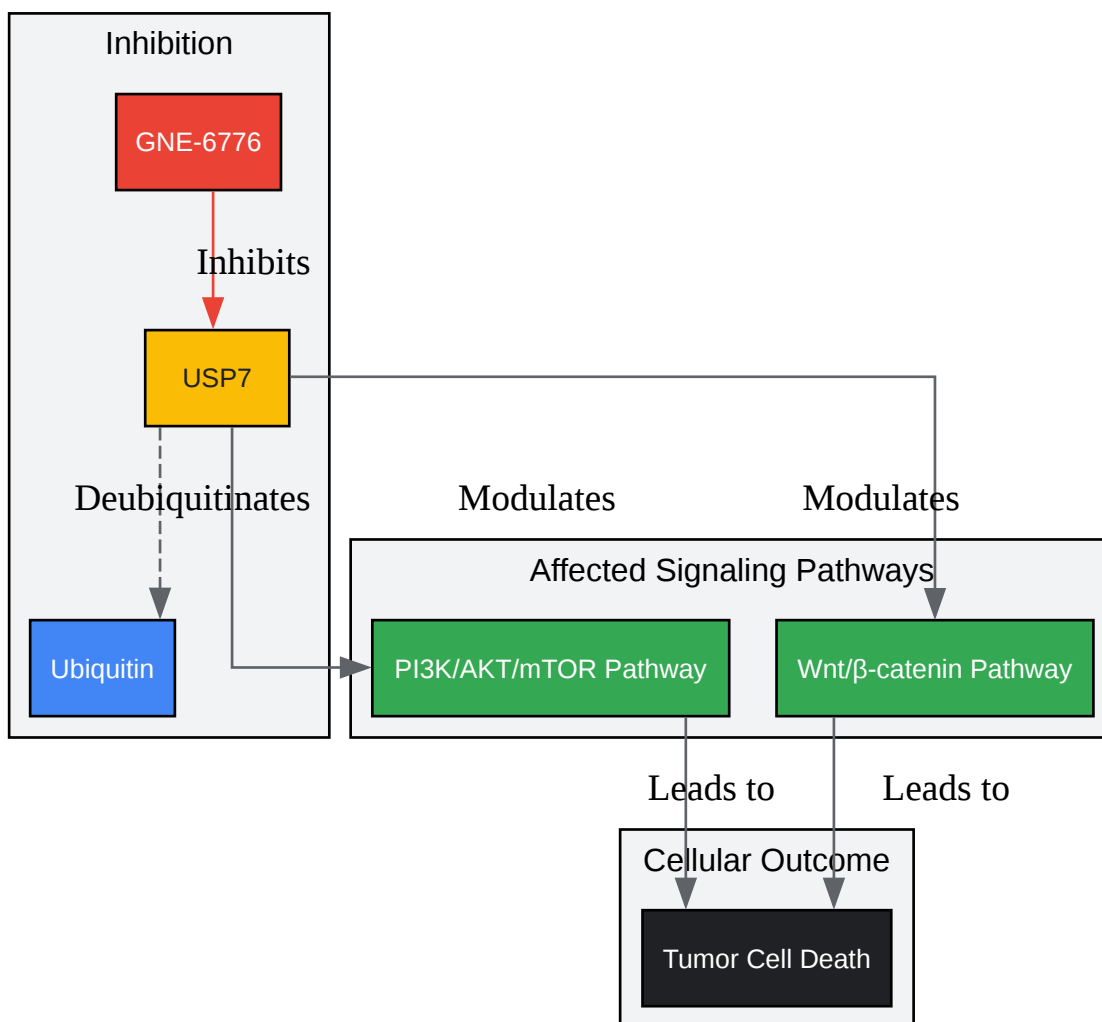 Inhibition
GNE-6776
Inhibits
USP7
Deubiquitinates
Modulates
Modulates
Affected Signaling Pathways
Ubiquitin
PI3K/AKT/mTOR Pathway
Wnt/β-catenin Pathway
Leads to
Leads to
Cellular Outcome
Tumor Cell Death